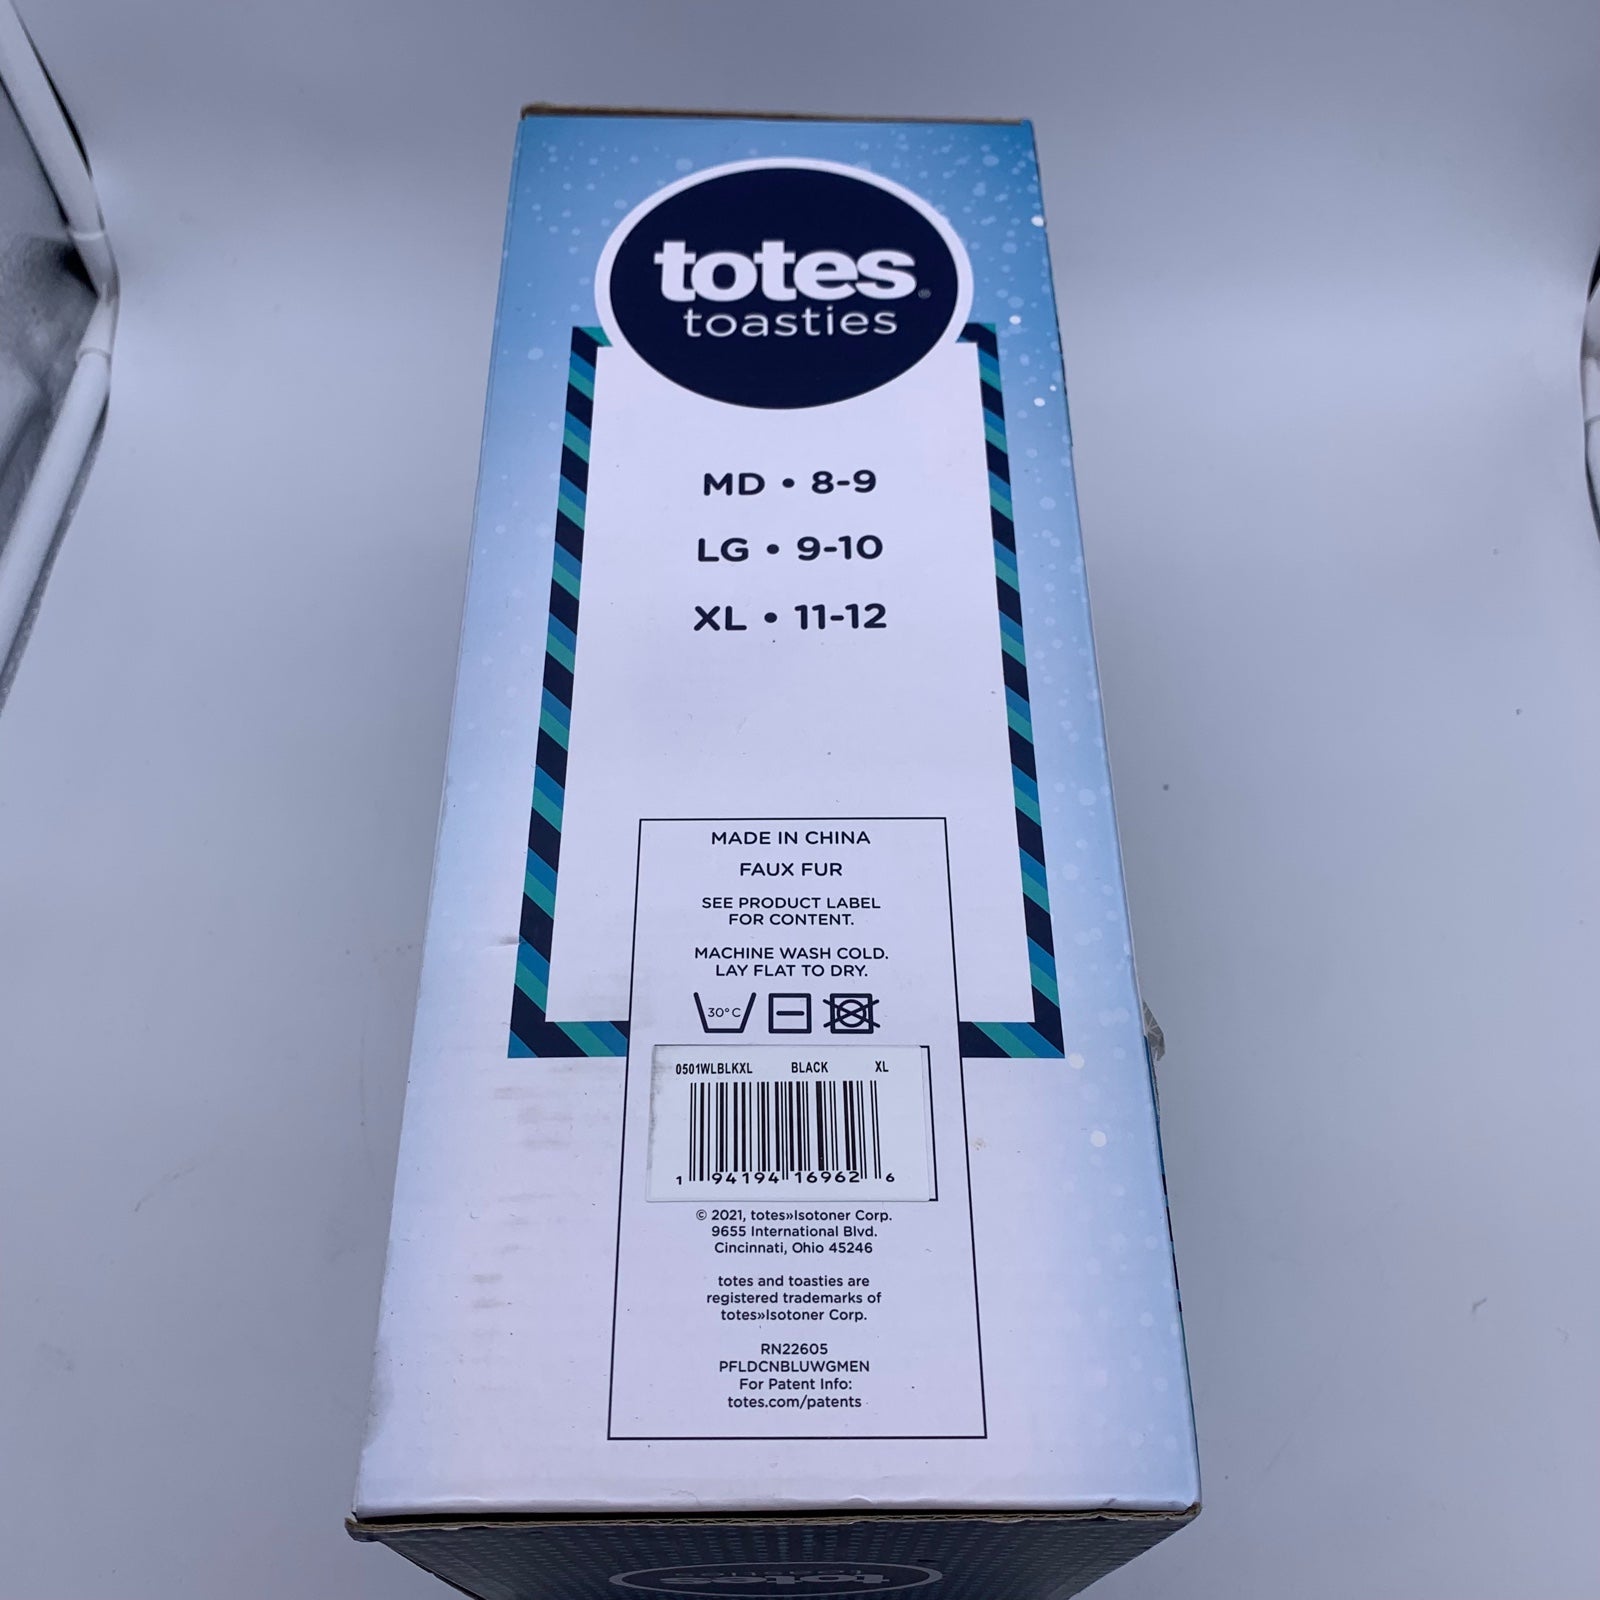 totes®
toasties
MD • 8-9
LG • 9-10
XL • 11-12
MADE IN CHINA
FAUX FUR
SEE PRODUCT LABEL
FOR CONTENT.
MACHINE WASH COLD.
LAY FLAT TO DRY.
30°C
0501WLBLKXL BLACK XL
1 94194 16962 6
© 2021, totes»Isotoner Corp.
9655 International Blvd.
Cincinnati, Ohio 45246
totes and toasties are
registered trademarks of
totes»Isotoner Corp.
RN22605
PFLDCNBLUWGMEN
For Patent Info:
totes.com/patents
totes
toasties